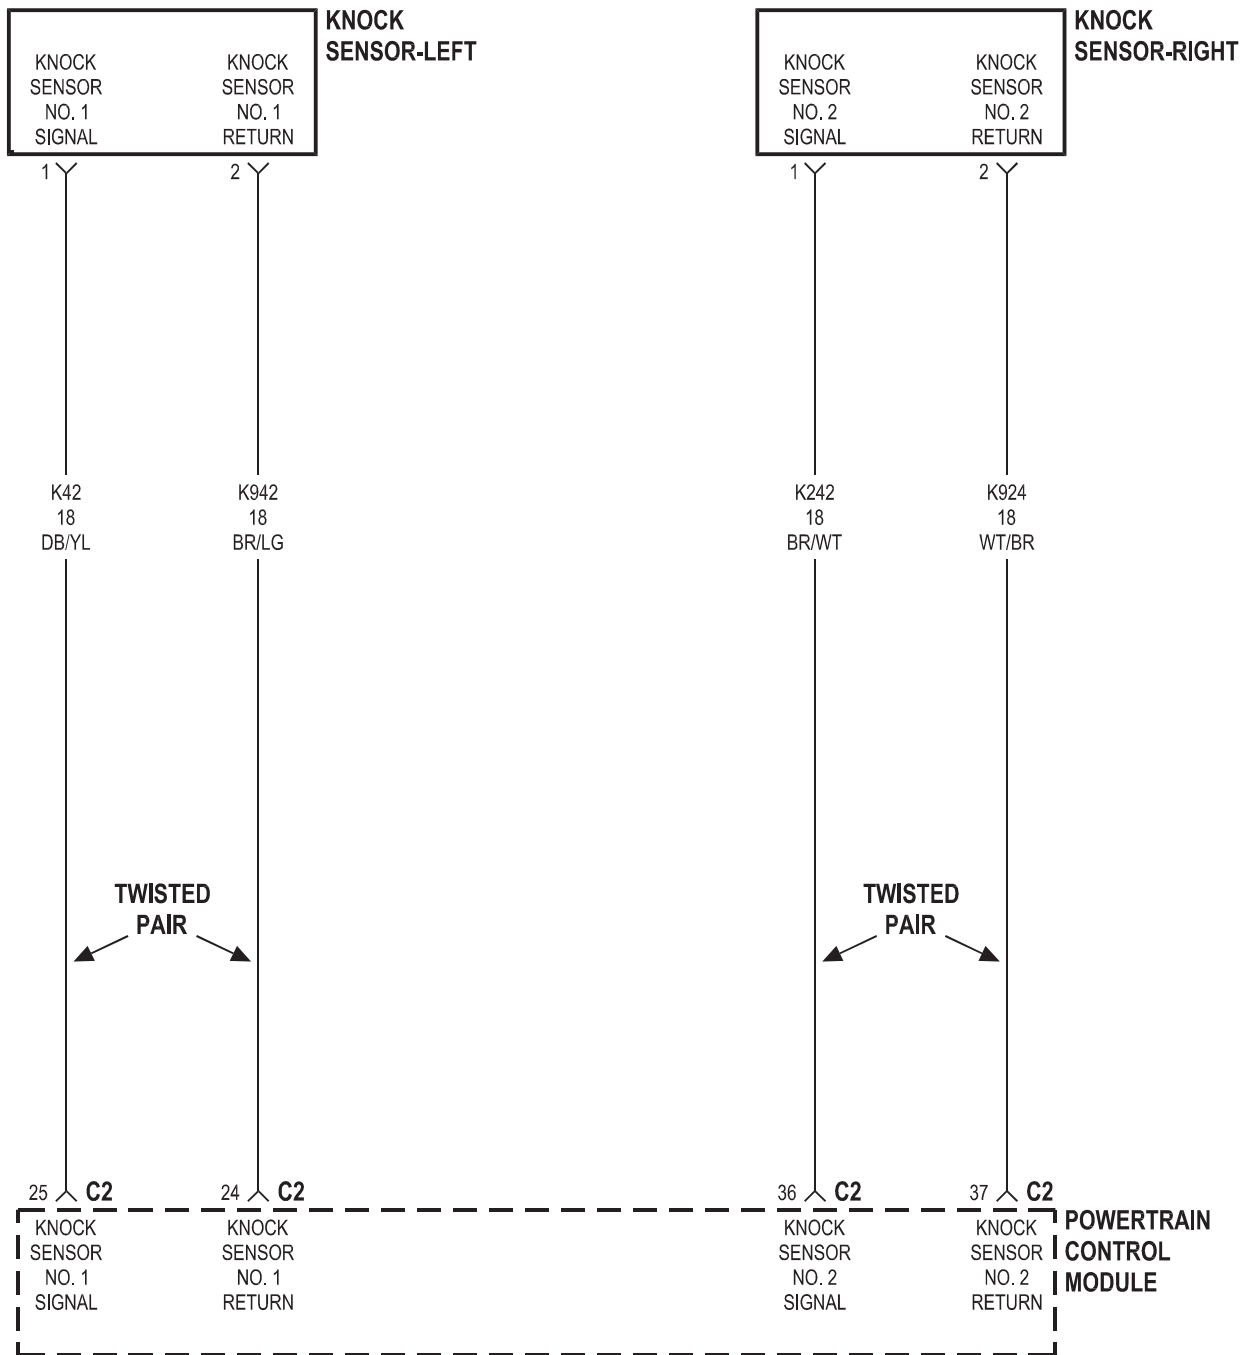 KNOCK
SENSOR-LEFT
KNOCK
SENSOR
NO. 1
SIGNAL
KNOCK
SENSOR
NO. 1
RETURN
1
2
KNOCK
SENSOR-RIGHT
KNOCK
SENSOR
NO. 2
SIGNAL
KNOCK
SENSOR
NO. 2
RETURN
1
2
K42
18
DB/YL
K942
18
BR/LG
K242
18
BR/WT
K924
18
WT/BR
TWISTED
PAIR
TWISTED
PAIR
25 C2
24 C2
36 C2
37 C2
KNOCK
SENSOR
NO. 1
SIGNAL
KNOCK
SENSOR
NO. 1
RETURN
KNOCK
SENSOR
NO. 2
SIGNAL
KNOCK
SENSOR
NO. 2
RETURN
POWERTRAIN
CONTROL
MODULE